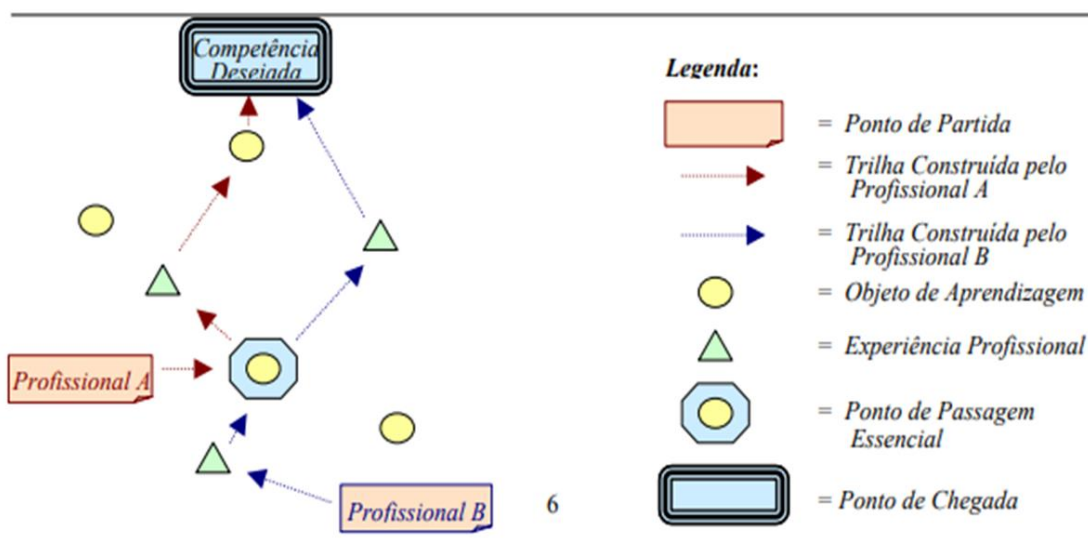 Competência
Desejada
Profissional A
Profissional B
6
Legenda:
= Ponto de Partida
= Trilha Construída pelo
Profissional A
= Trilha Construída pelo
Profissional B
= Objeto de Aprendizagem
= Experiência Profissional
= Ponto de Passagem
Essencial
= Ponto de Chegada